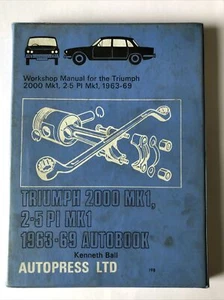 Workshop Manual for the Triumph
2000 Mk1, 2·5 PI Mk1, 1963-69
TRIUMPH 2000 MK1,
2·5 PI MK1
1963·69 AUTOBOOK
Kenneth Ball
AUTOPRESS LTD